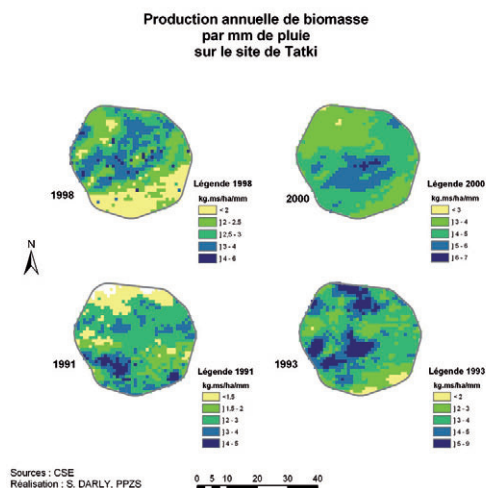 Production annuelle de biomasse
par mm de pluie
sur le site de Tatki
1998
Légende 1998
kg.ms/ha/mm
< 2
] 2 - 2.5
] 2,5 - 3
] 3 - 4
] 4 - 6
2000
Légende 2000
kg.ms/ha/mm
< 3
] 3 - 4
] 4 - 5
] 5 - 6
] 6 - 7
N
1991
Légende 1991
kg.ms/ha/mm
< 1.5
] 1.5 - 2
] 2 - 3
] 3 - 4
] 4 - 5
1993
Légende 1993
kg.ms/ha/mm
< 2
] 2 - 3
] 3 - 4
] 4 - 5
] 5 - 9
Sources : CSE
Réalisation : S. DARLY, PPZS
0 5 10 20 30 40